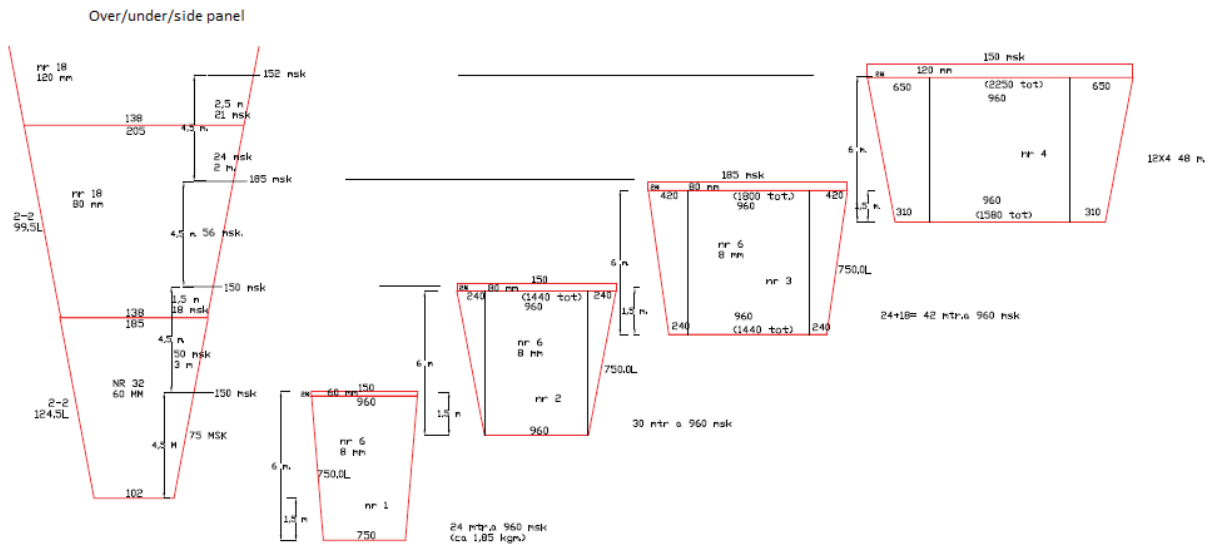 Over/under/side panel
nr 18
120 mm
152 msk
2,5 m
21 msk
138
205
4,5 m.
24 msk
2 m.
185 msk
nr 18
80 mm
2-2
99.5L
4,5 m.
56 msk.
150 msk
1,5 m
18 msk
138
185
4,5 m.
50 msk
3 m
NR 32
60 MM
150 msk
2-2
124.5L
4,5 M
75 MSK
102
150
2M
60 mm
960
6 m.
nr 6
8 mm
750.0L
nr 1
1,5 m
750
24 mtr.a 960 msk
(ca 1,85 kgm.)
150
2M
80 mm
240
(1440 tot)
240
960
6 m
nr 6
8 mm
750.0L
nr 2
1,5 m
960
30 mtr a 960 msk
185 msk
2M
80 mm
420
(1800 tot.)
420
960
6 m.
nr 6
8 mm
750.0L
nr 3
1,5 m.
960
240
(1440 tot)
240
24+18= 42 mtr.a 960 msk
150 msk
2M
120 mm
650
(2250 tot)
650
960
6 m.
nr 4
12X4 48 m.
1,5 m.
960
310
(1580 tot)
310